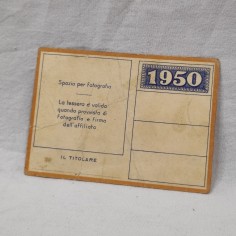 Spazio per fotografia
La tessera è valida
quando provvista di
fotografia e firma
dell'affiliato
IL TITOLARE
1950